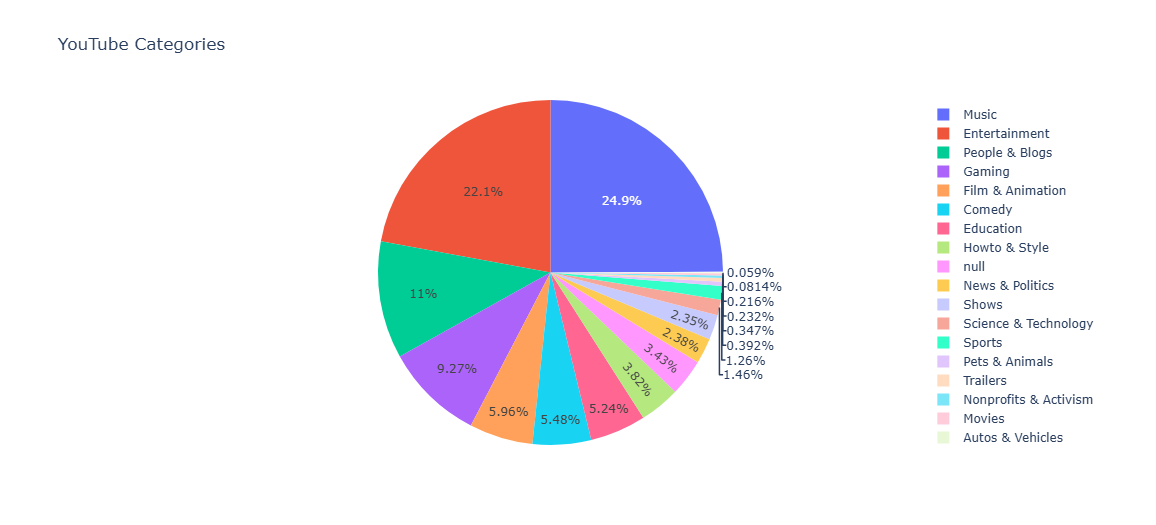 YouTube Categories
24.9%
22.1%
11%
9.27%
5.96%
5.48%
5.24%
3.82%
3.43%
2.38%
2.35%
1.46%
1.26%
0.392%
0.347%
0.232%
0.216%
0.0814%
0.059%
Music
Entertainment
People & Blogs
Gaming
Film & Animation
Comedy
Education
Howto & Style
null
News & Politics
Shows
Science & Technology
Sports
Pets & Animals
Trailers
Nonprofits & Activism
Movies
Autos & Vehicles